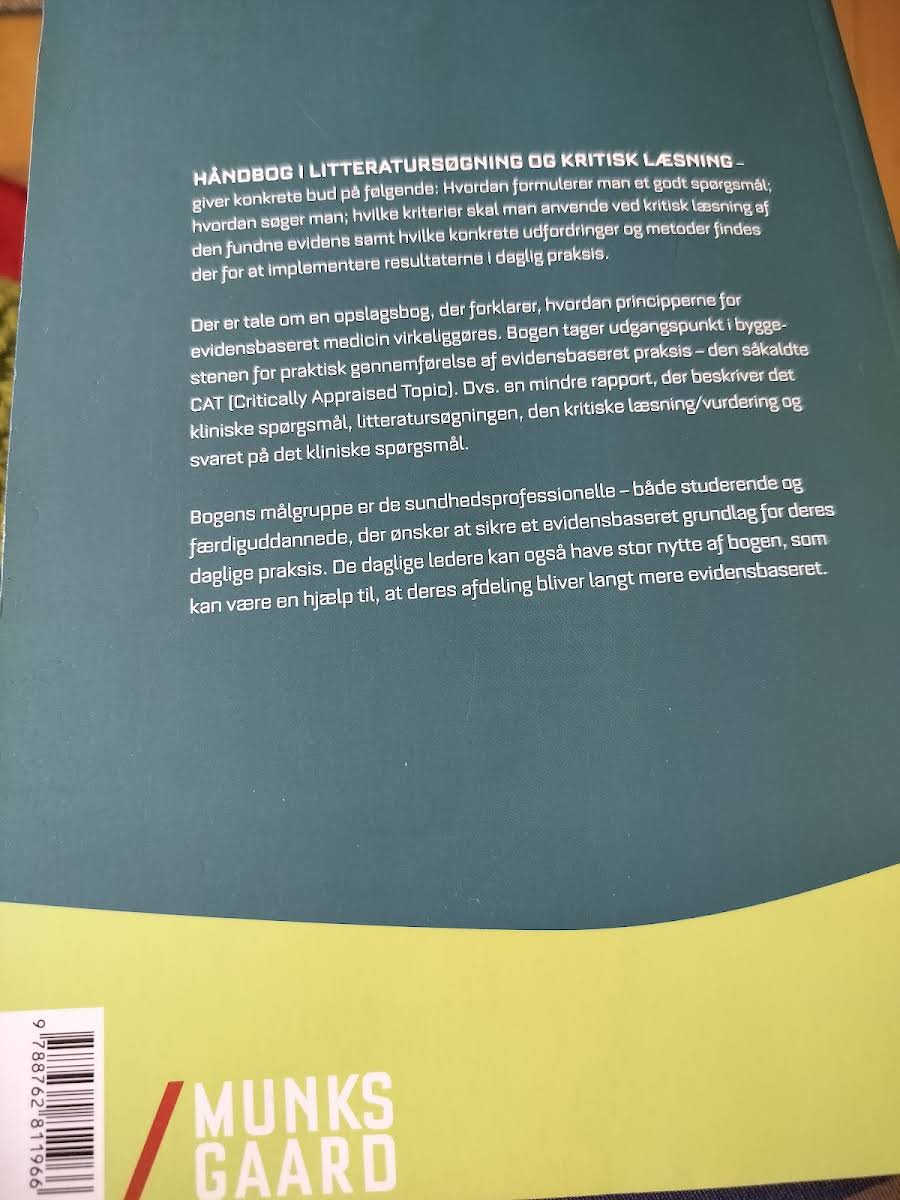 HÅNDBOG I LITTERATURSØGNING OG KRITISK LÆSNING –
giver konkrete bud på følgende: Hvordan formulerer man et godt spørgsmål;
hvordan søger man; hvilke kriterier skal man anvende ved kritisk læsning af
den fundne evidens samt hvilke konkrete udfordringer og metoder findes
der for at implementere resultaterne i daglig praksis.
Der er tale om en opslagsbog, der forklarer, hvordan principperne for
evidensbaseret medicin virkeliggøres. Bogen tager udgangspunkt i bygge-
stenen for praktisk gennemførelse af evidensbaseret praksis – den såkaldte
CAT (Critically Appraised Topic). Dvs. en mindre rapport, der beskriver det
kliniske spørgsmål, litteratursøgningen, den kritiske læsning/vurdering og
svaret på det kliniske spørgsmål.
Bogens målgruppe er de sundhedsprofessionelle – både studerende og
færdiguddannede, der ønsker at sikre et evidensbaseret grundlag for deres
daglige praksis. De daglige ledere kan også have stor nytte af bogen, som
kan være en hjælp til, at deres afdeling bliver langt mere evidensbaseret.
9 788762 811966
MUNKS
GAARD